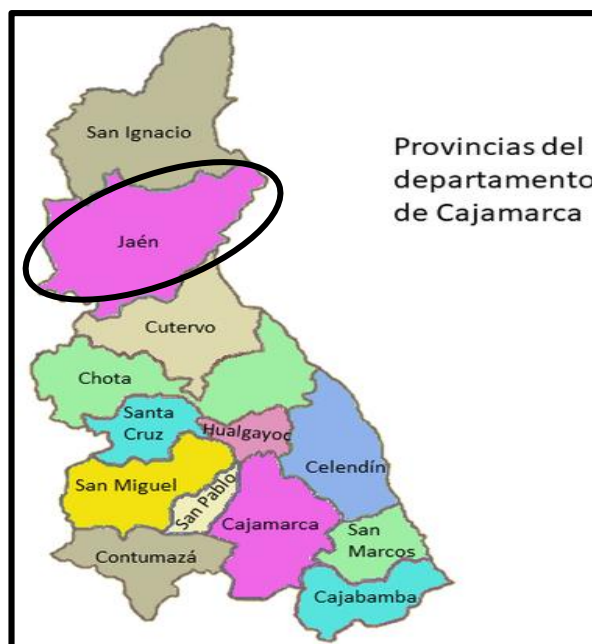 San Ignacio
Provincias del
departamento
de Cajamarca
Jaén
Cutervo
Chota
Santa
Cruz
Hualgayoc
Celendín
San Miguel
San Pablo
Cajamarca
San
Marcos
Contumazá
Cajabamba